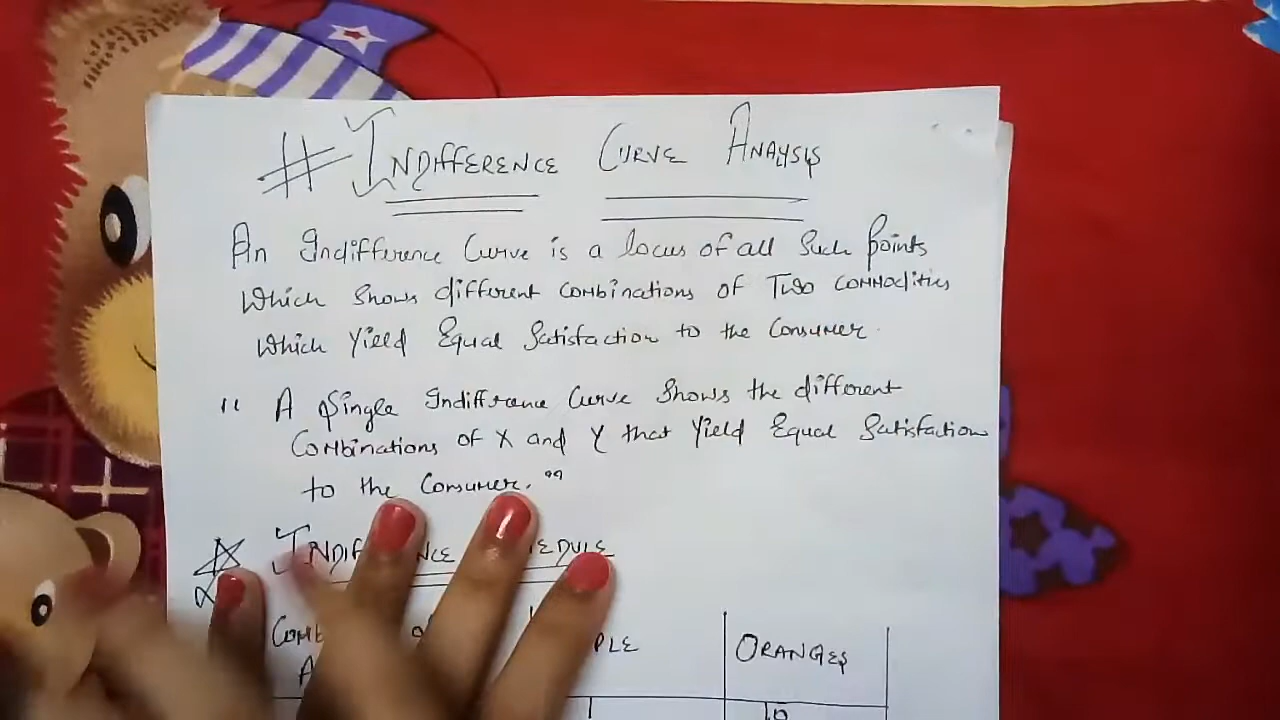 # INDIFFERENCE CURVE ANALYSIS
An Indifference Curve is a locus of all such points
which shows different combinations of Two commodities
which yield Equal Satisfaction to the Consumer.
" A Single Indifference Curve shows the different
Combinations of X and Y that yield Equal Satisfaction
to the Consumer."
ORANGES
1 10